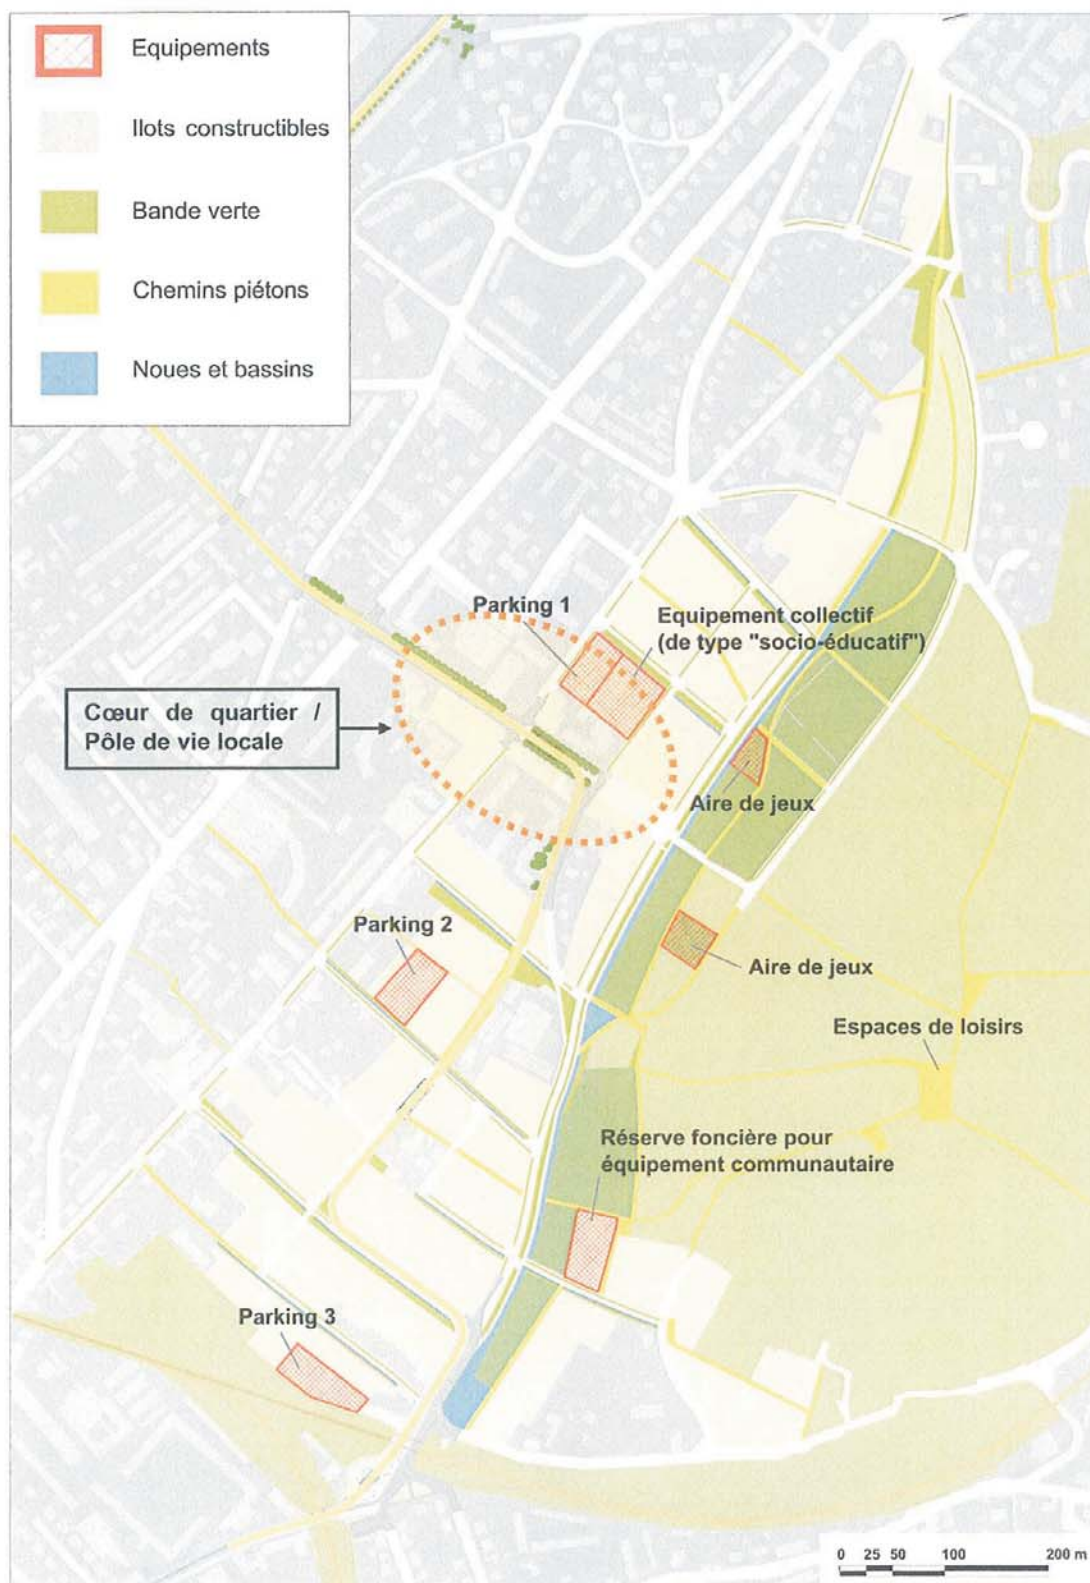 Equipements
Ilots constructibles
Bande verte
Chemins piétons
Noues et bassins
Parking 1
Equipement collectif
(de type "socio-éducatif")
Cœur de quartier /
Pôle de vie locale
Aire de jeux
Parking 2
Aire de jeux
Espaces de loisirs
Réserve foncière pour
équipement communautaire
Parking 3
0 25 50 100 200 m